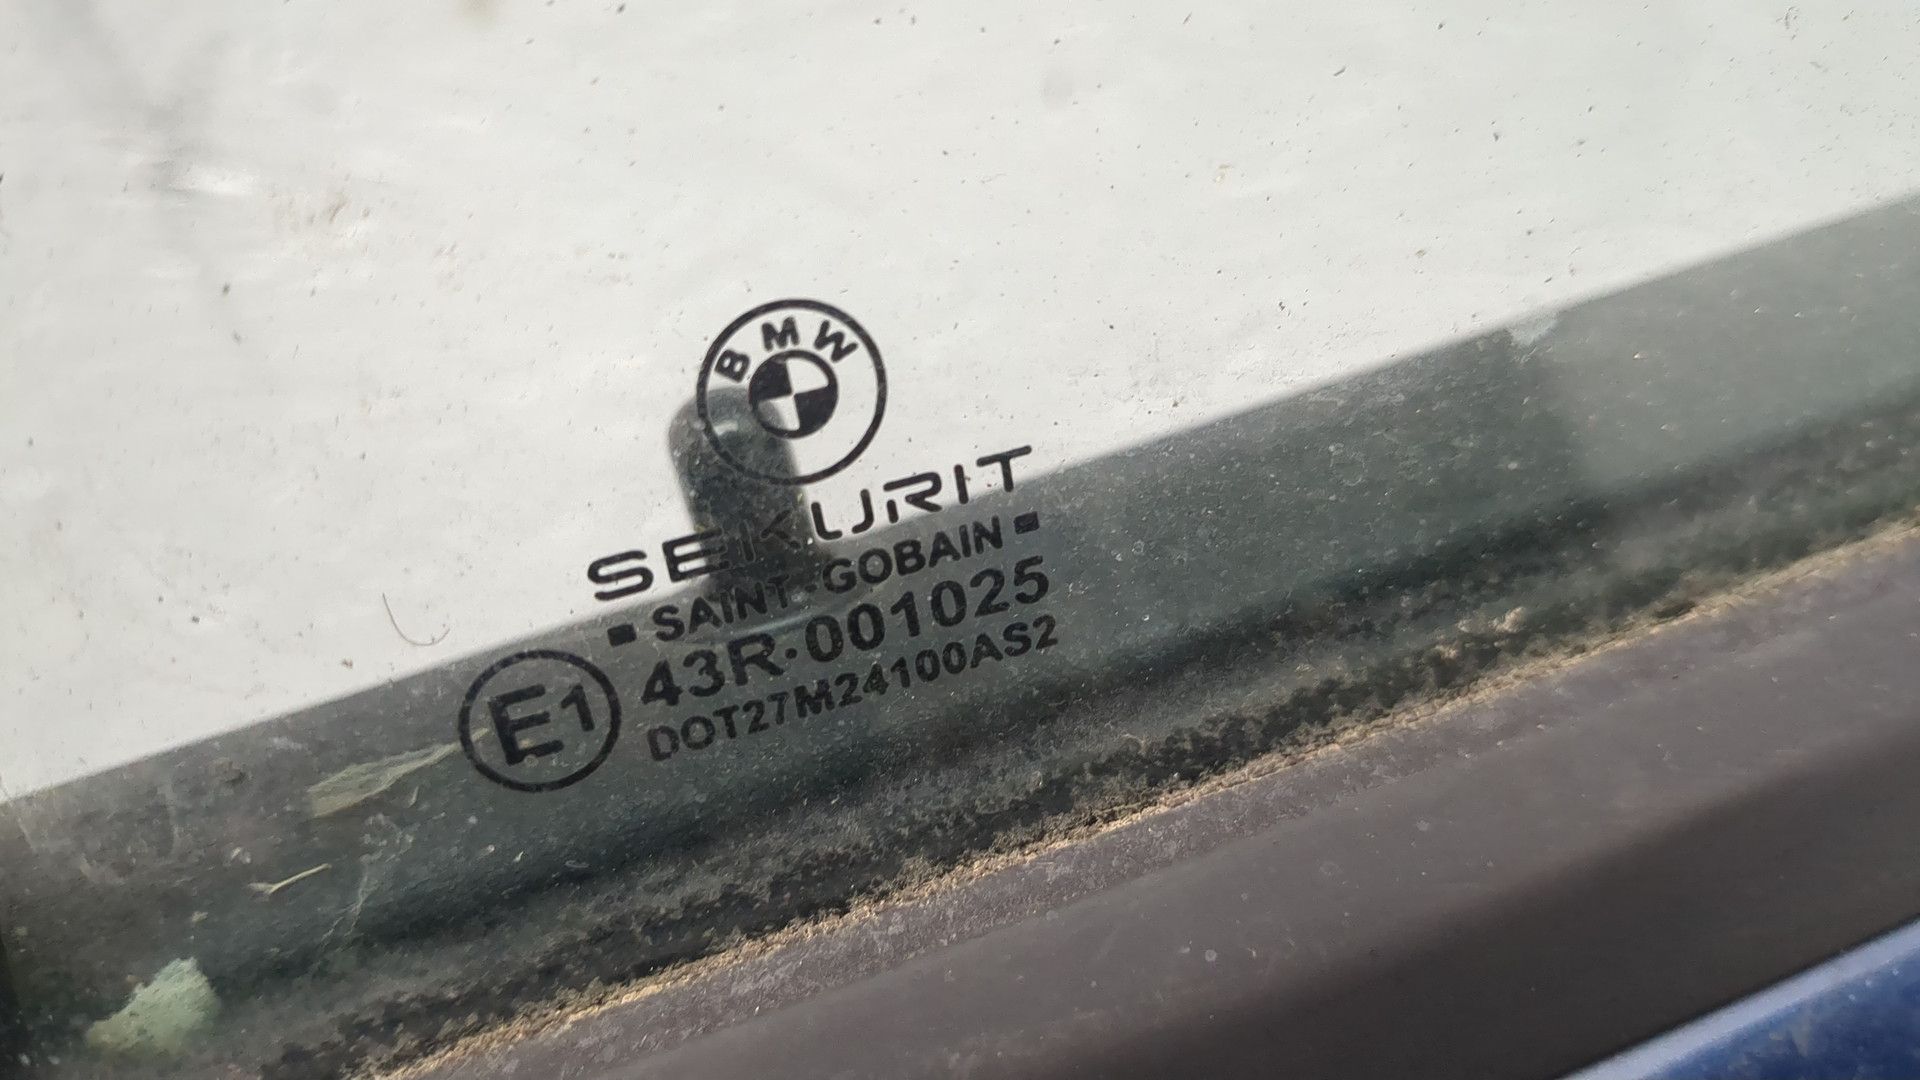 BMW
SEKURIT
▪ SAINT-GOBAIN ▪
E1 43R-001025
DOT27M24100AS2